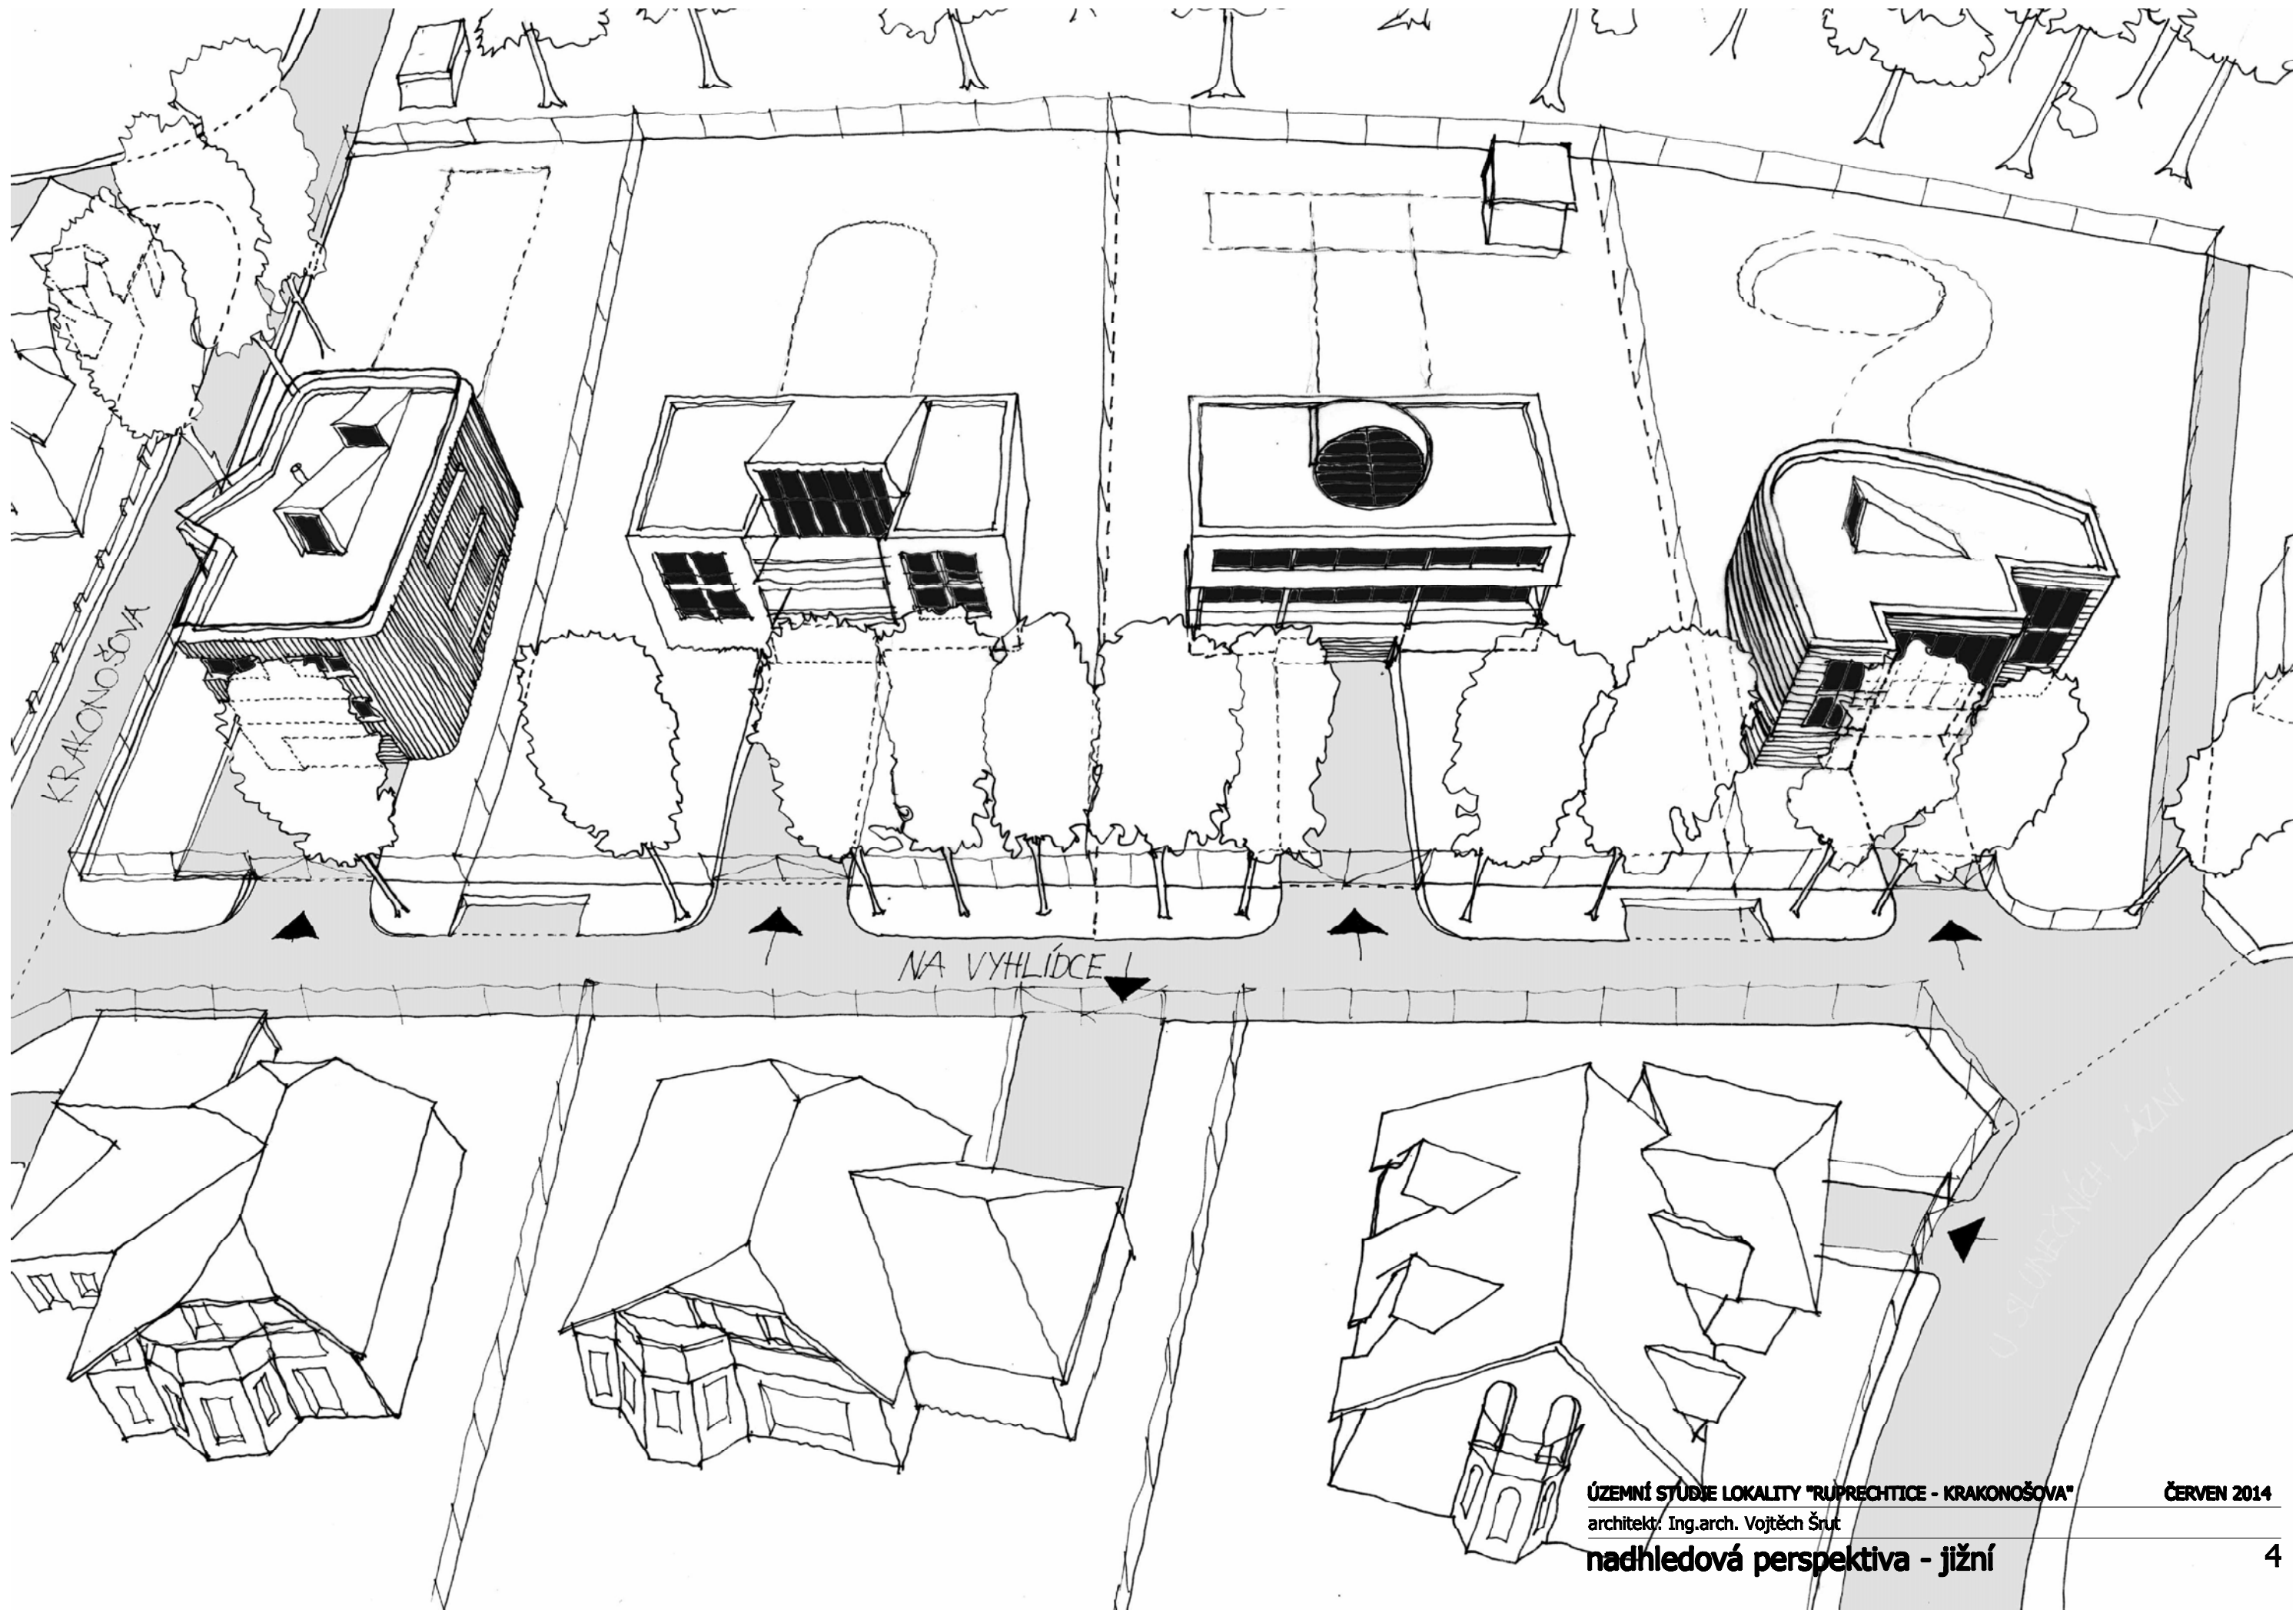 KRAKONOŠOVA
NA VYHLÍDCE
U SLUNEČNÍCH LÁZNÍ
ÚZEMNÍ STUDIE LOKALITY "RUPRECHTICE - KRAKONOŠOVA" ČERVEN 2014
architekt: Ing.arch. Vojtěch Šrut
nadhledová perspektiva - jižní 4